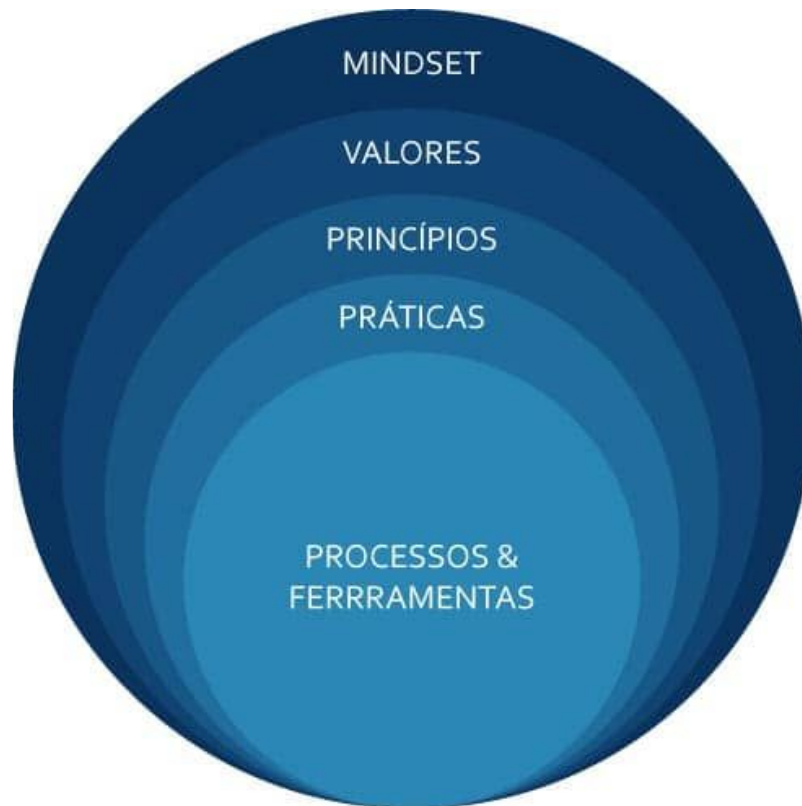 MINDSET
VALORES
PRINCÍPIOS
PRÁTICAS
PROCESSOS &
FERRRAMENTAS